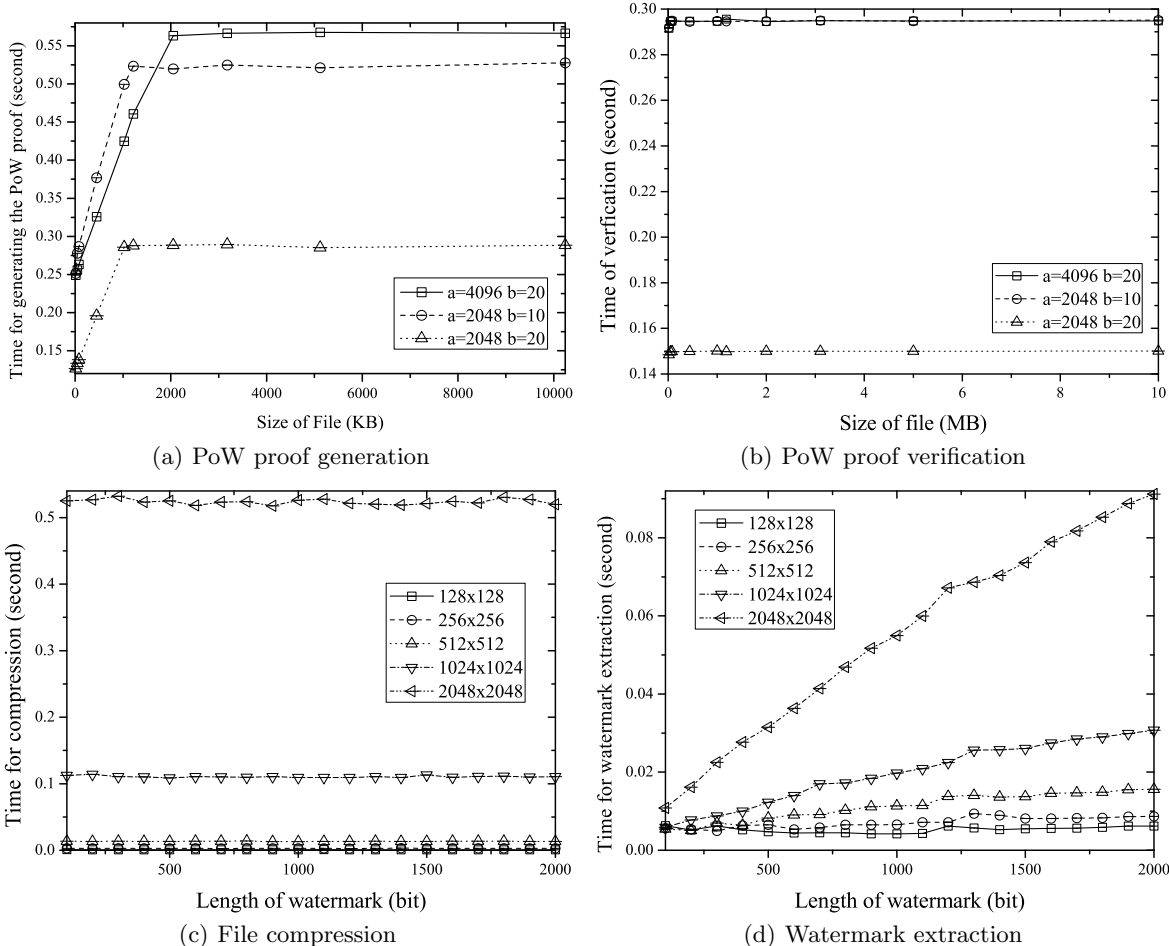 Time for generating the PoW proof (second)
0.55
0.50
0.45
0.40
0.35
0.30
0.25
0.20
0.15
a=4096 b=20
a=2048 b=10
a=2048 b=20
0 2000 4000 6000 8000 10000
Size of File (KB)
(a) PoW proof generation
Time of verfication (second)
0.30
0.28
0.26
0.24
0.22
0.20
0.18
0.16
0.14
a=4096 b=20
a=2048 b=10
a=2048 b=20
0 2 4 6 8 10
Size of file (MB)
(b) PoW proof verification
Time for compression (second)
0.5
0.4
0.3
0.2
0.1
0.0
128x128
256x256
512x512
1024x1024
2048x2048
500 1000 1500 2000
Length of watermark (bit)
(c) File compression
Time for watermark extraction (second)
0.08
0.06
0.04
0.02
0.00
128x128
256x256
512x512
1024x1024
2048x2048
500 1000 1500 2000
Length of watermark (bit)
(d) Watermark extraction